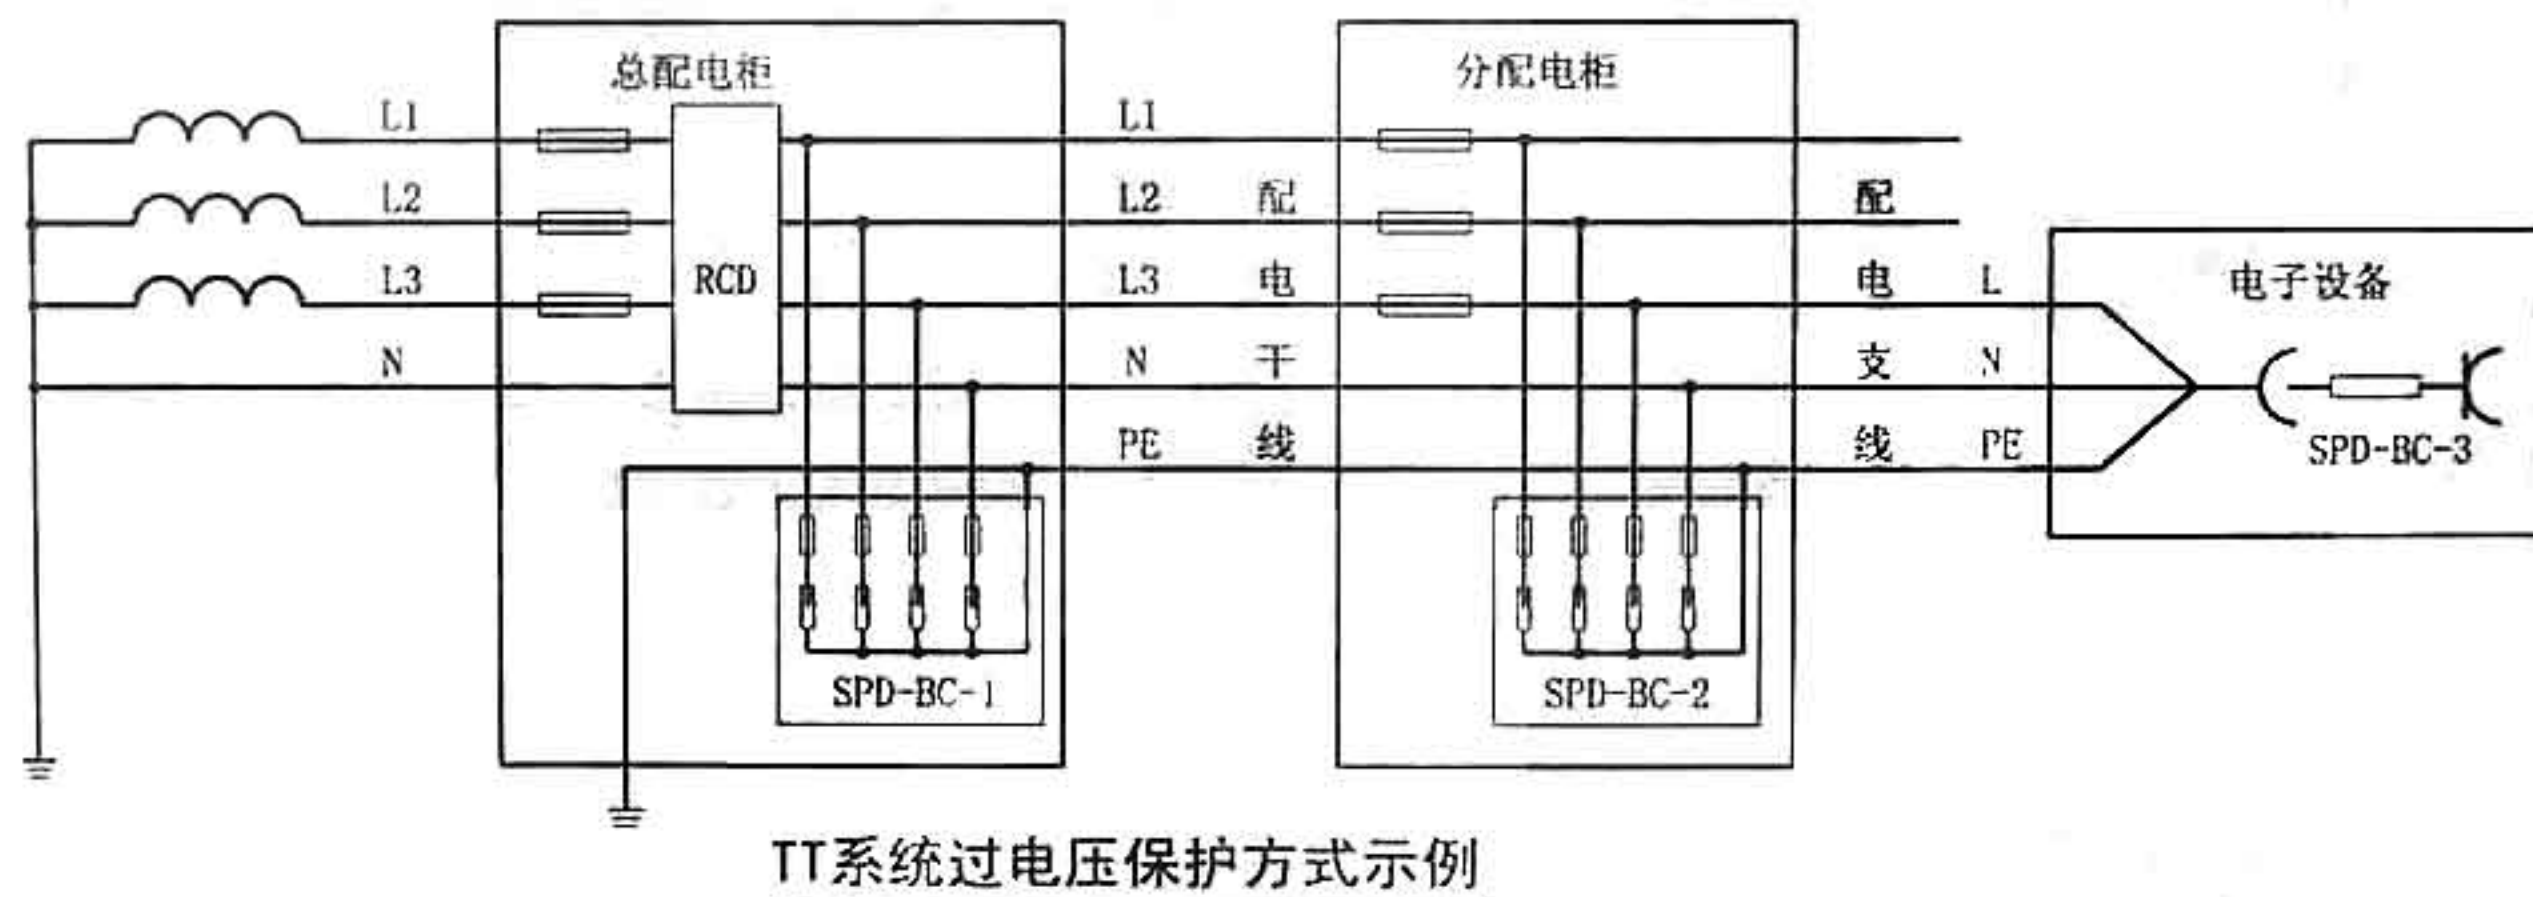 总配电柜
分配电柜
L1
L1
L2
L2
配
配
RCD
L3
L3
电
电
L
电子设备
N
N
干
支
N
PE
线
线
PE
SPD-BC-3
SPD-BC-1
SPD-BC-2
TT系统过电压保护方式示例